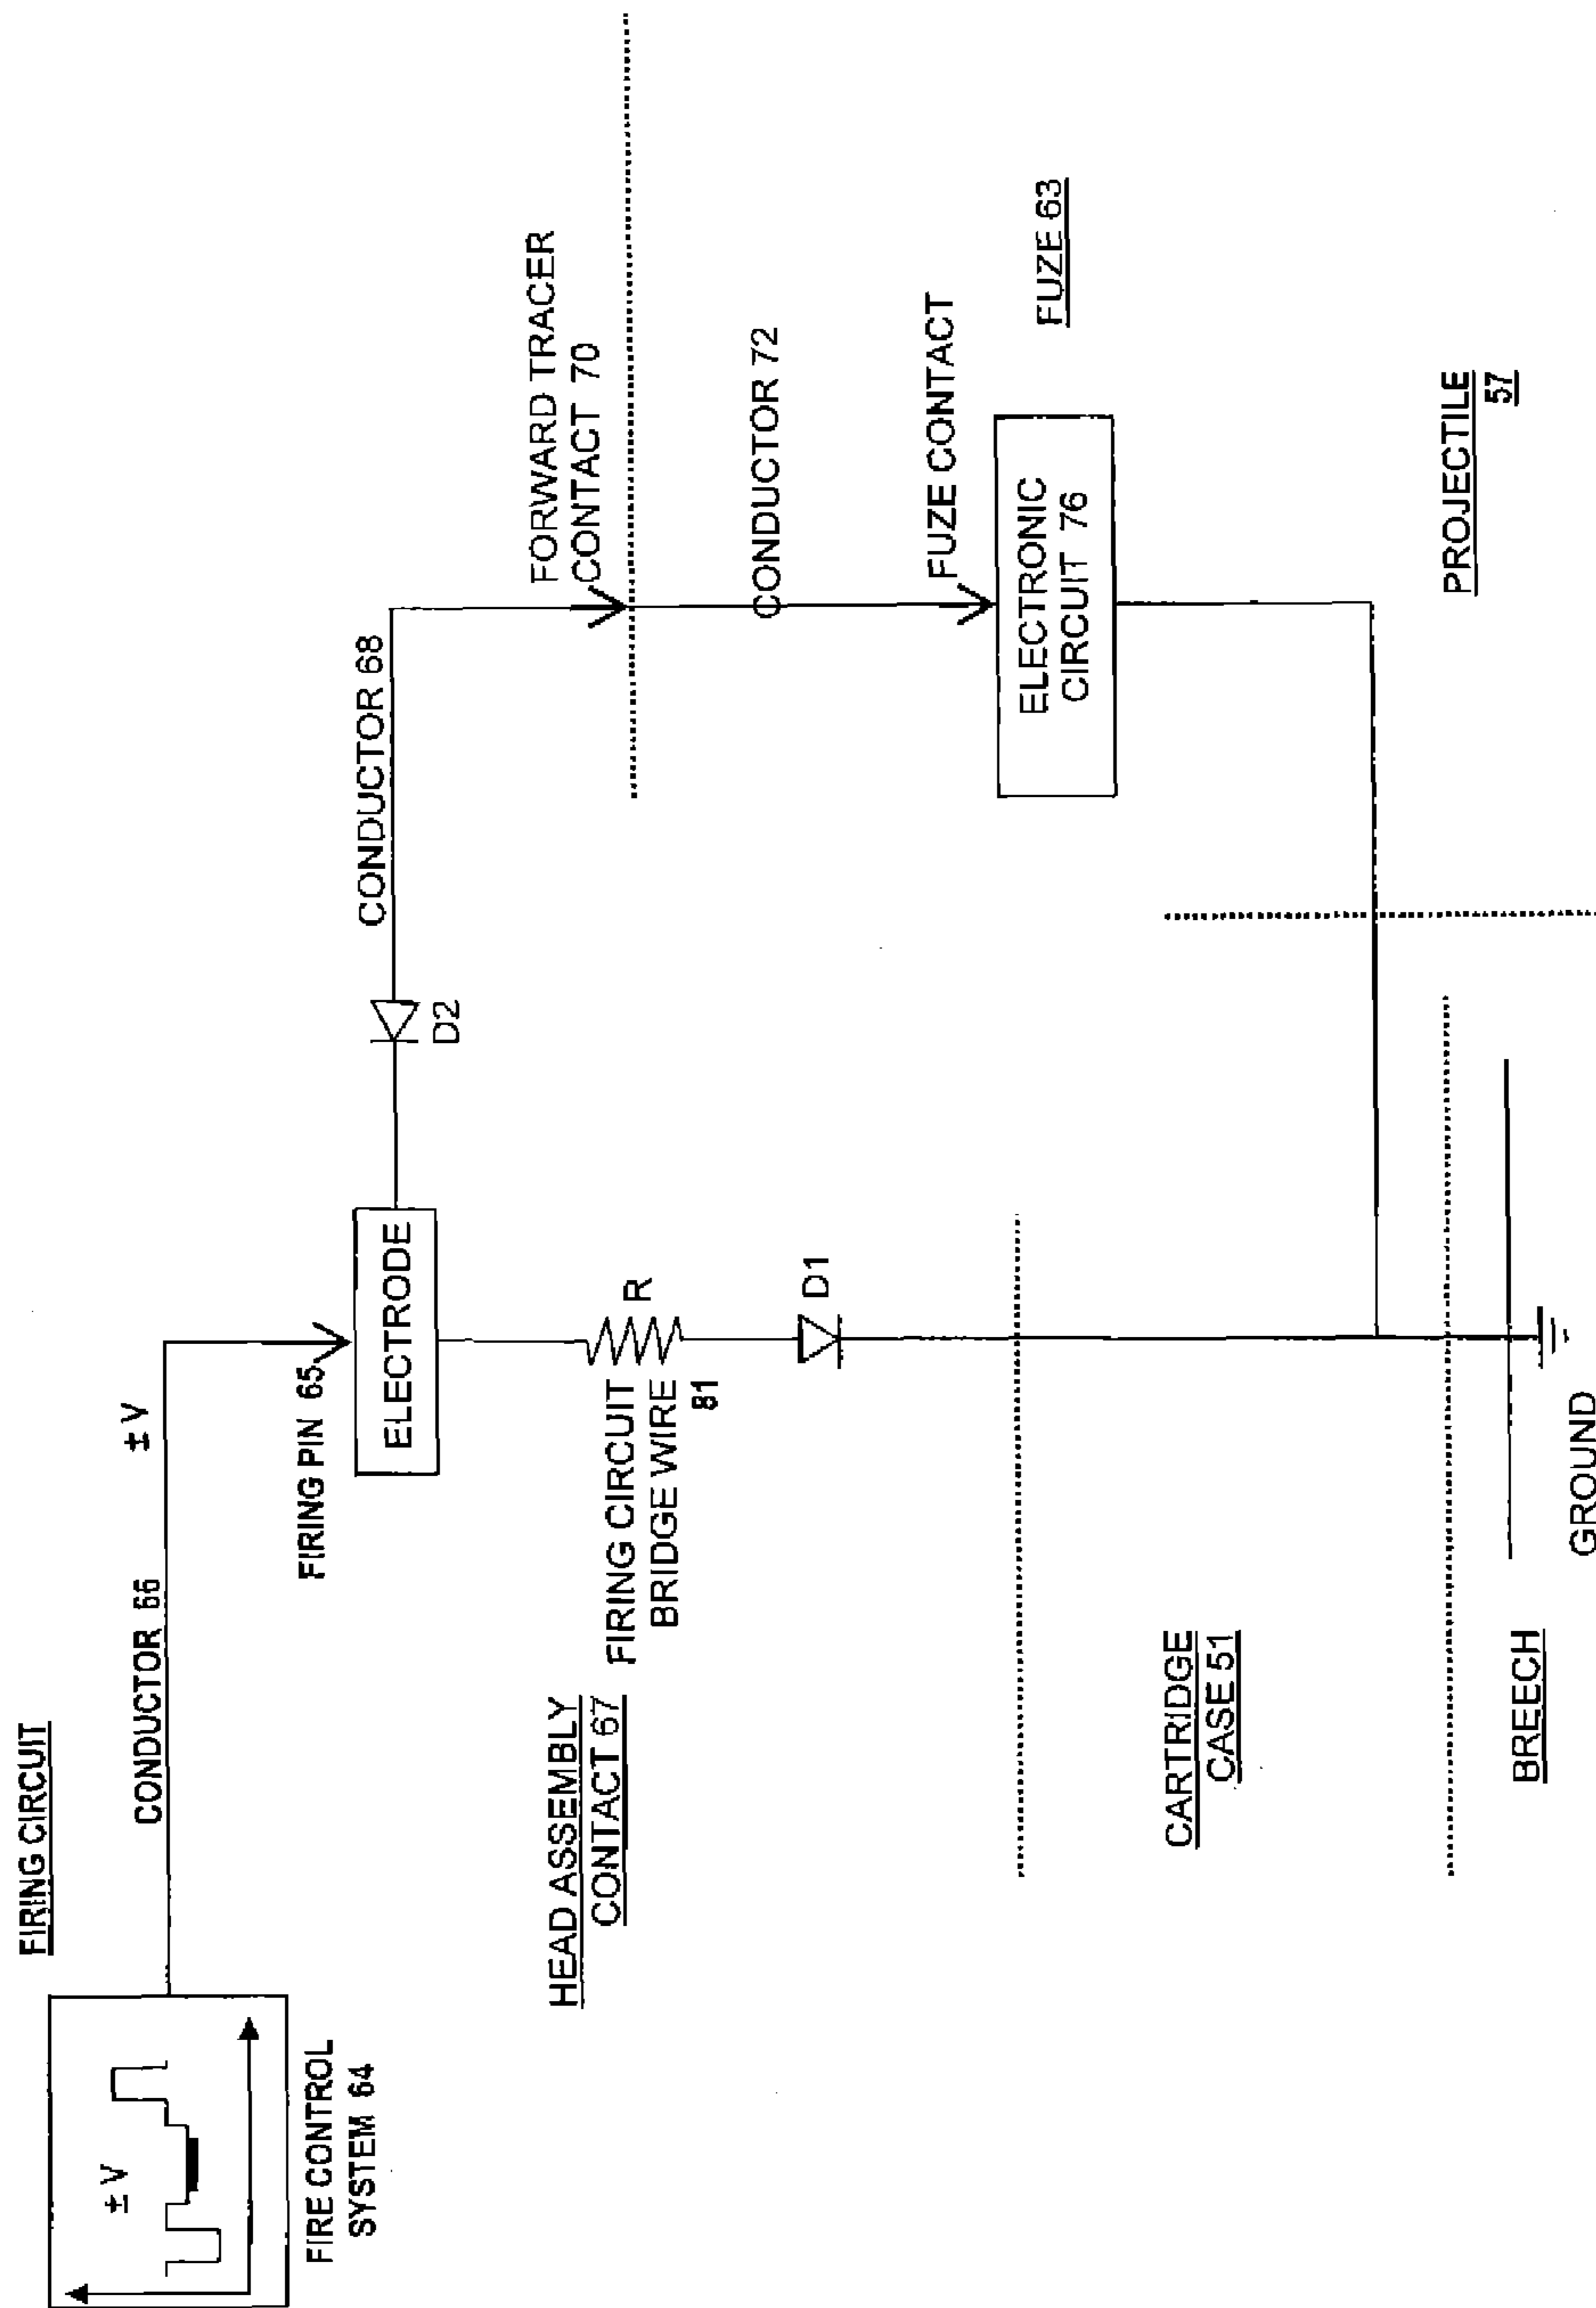 FIRING CIRCUIT
± V
FIRE CONTROL
SYSTEM 64
CONDUCTOR 66
± V
FIRING PIN 65
ELECTRODE
D2
CONDUCTOR 68
FORWARD TRACER
CONTACT 70
HEAD ASSEMBLY
CONTACT 67
FIRING CIRCUIT
BRIDGE WIRE
81
R
D1
CONDUCTOR 72
FUZE CONTACT
ELECTRONIC
CIRCUIT 76
FUZE 63
CARTRIDGE
CASE 51
PROJECTILE
57
BREECH
GROUND